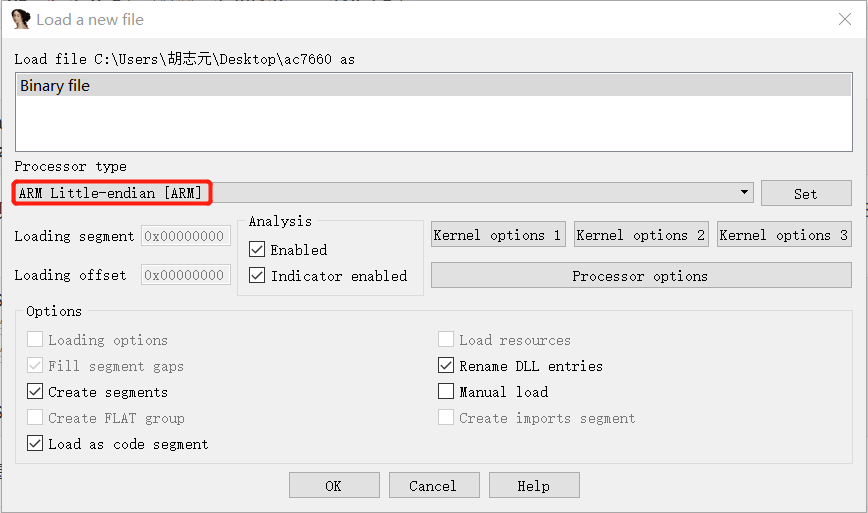 Load a new file
Load file C:\Users\胡志元\Desktop\ac7660 as
Binary file
Processor type
ARM Little-endian [ARM]
Set
Loading segment 0x00000000
Loading offset 0x00000000
Analysis
Enabled
Indicator enabled
Kernel options 1 Kernel options 2 Kernel options 3
Processor options
Options
Loading options
Fill segment gaps
Create segments
Create FLAT group
Load as code segment
Load resources
Rename DLL entries
Manual load
Create imports segment
OK Cancel Help